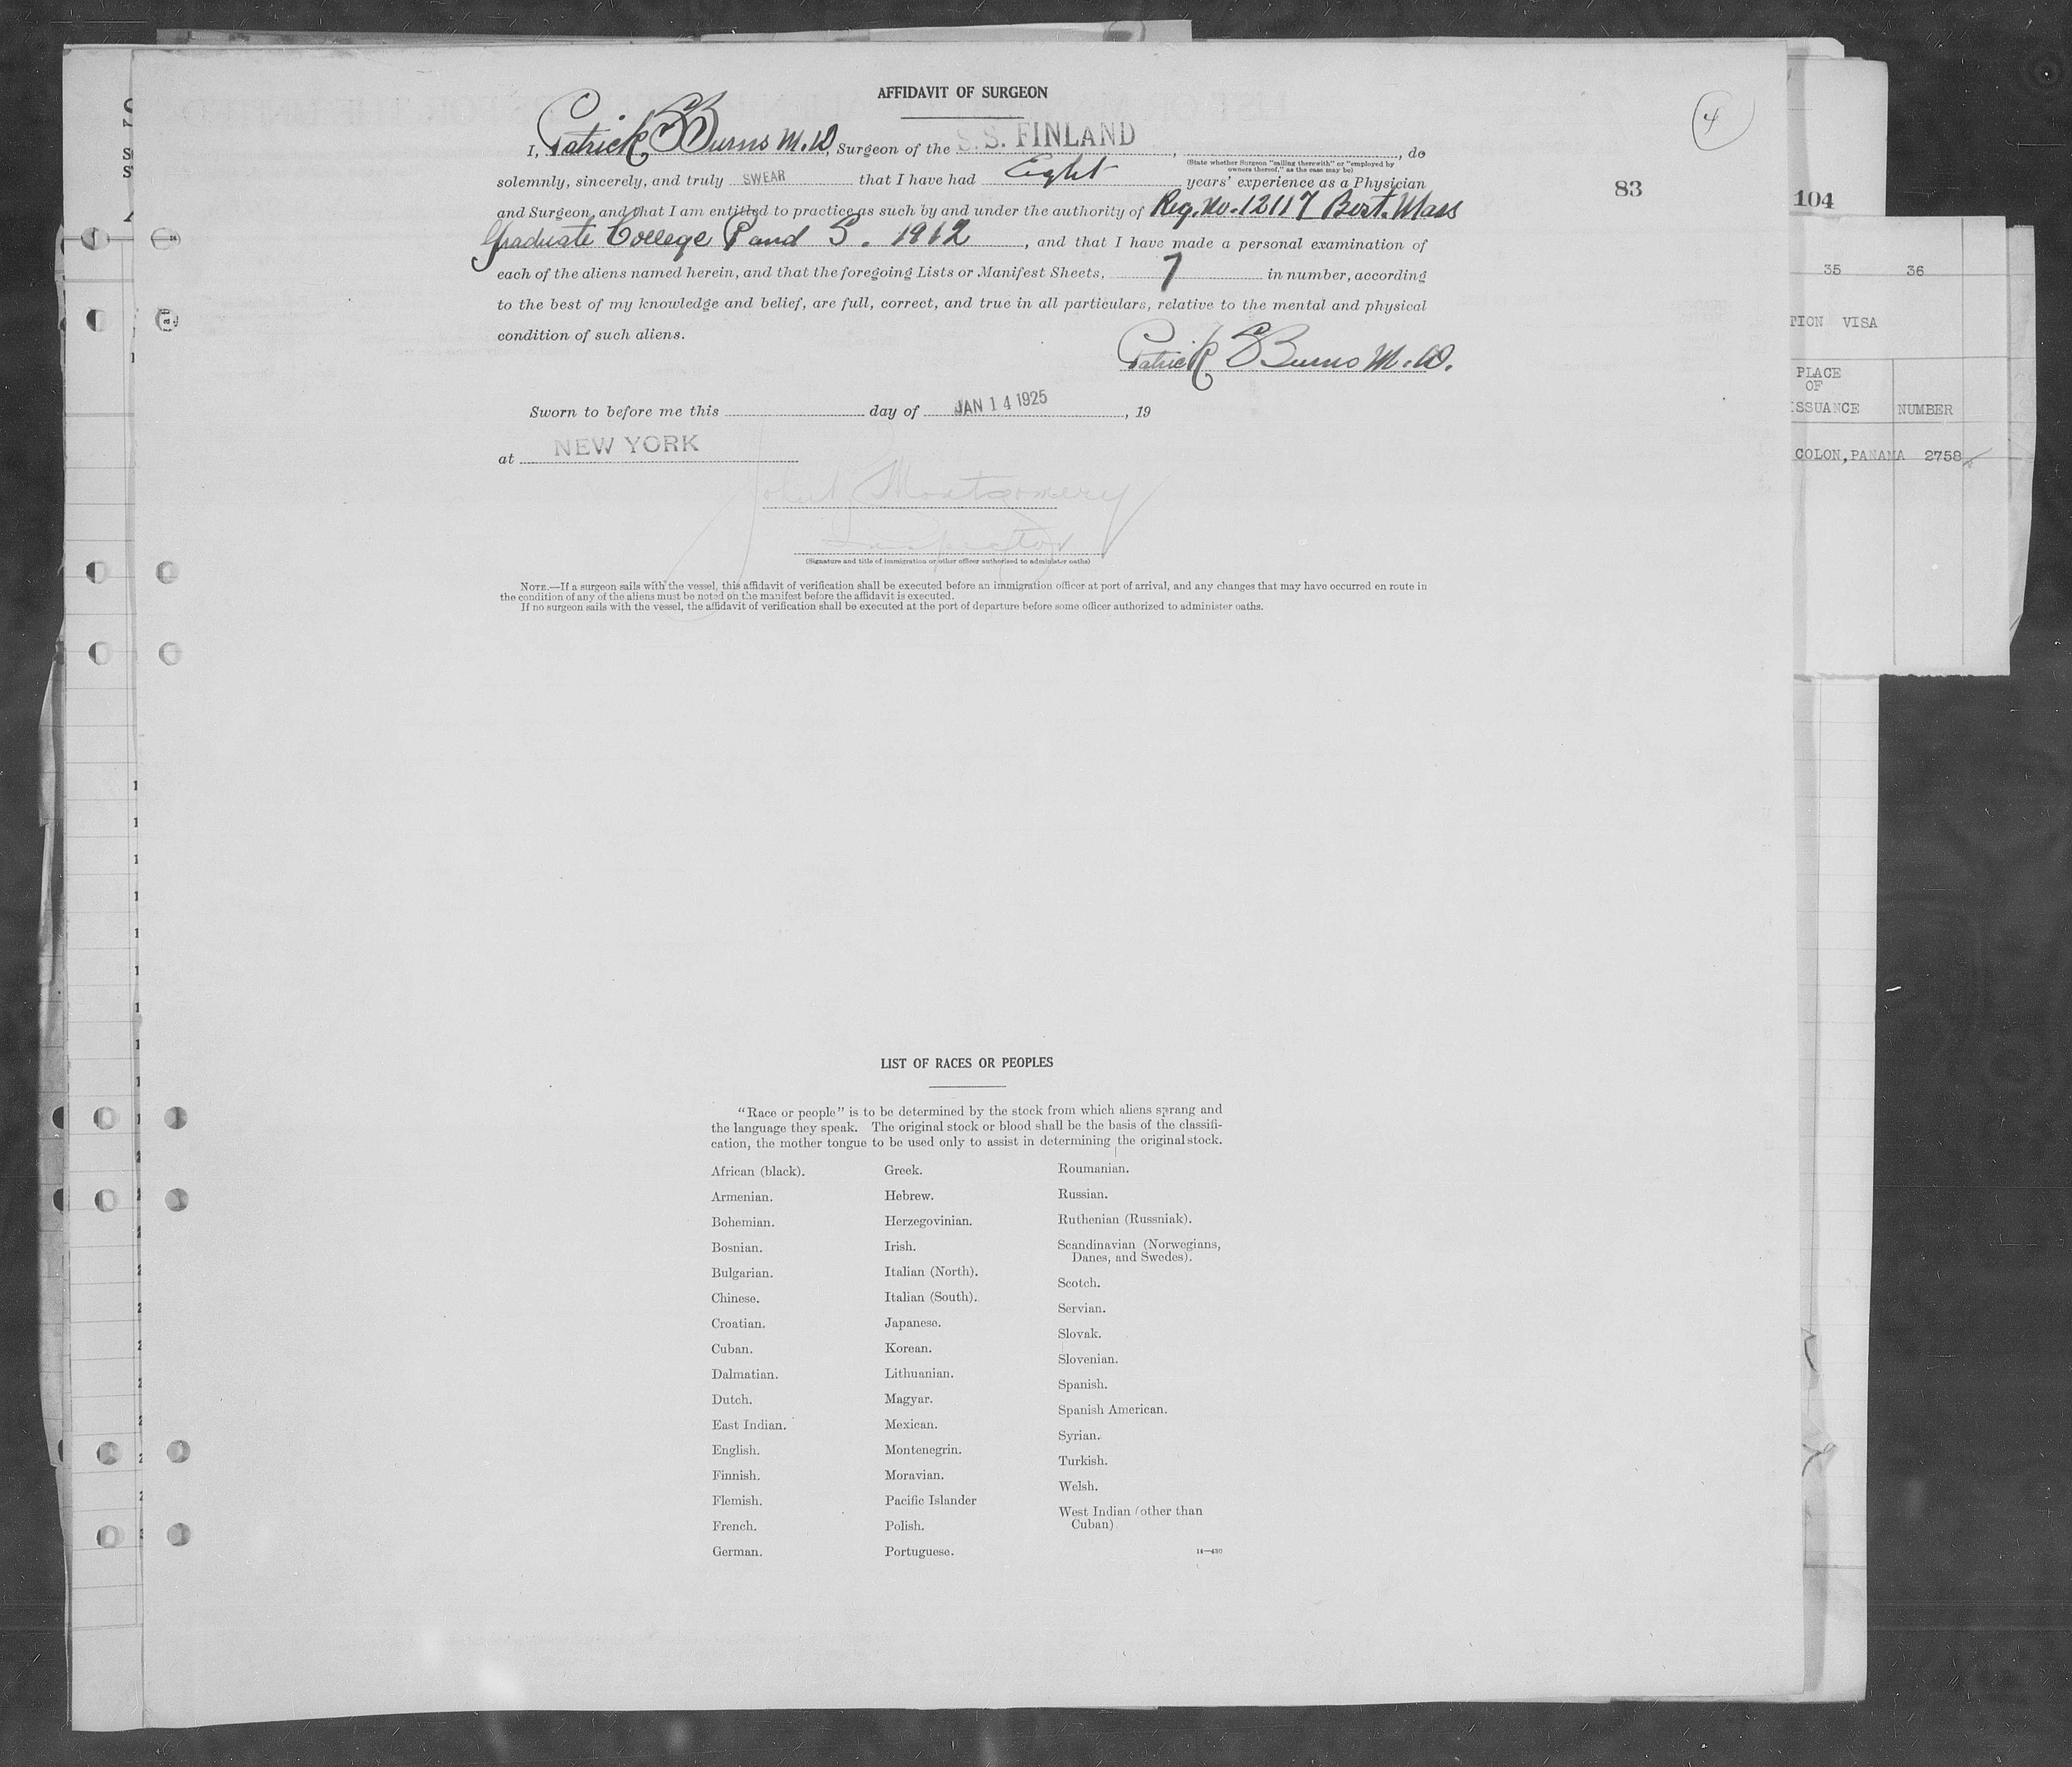 AFFIDAVIT OF SURGEON
4
I, Patrick S Burns M.D, Surgeon of the S. S. FINLAND, , do
(State whether Surgeon "sailing therewith" or "employed by owners thereof," as the case may be)
solemnly, sincerely, and truly SWEAR that I have had Eight years' experience as a Physician
83
104
and Surgeon, and that I am entitled to practice as such by and under the authority of Reg. No. 12117 Bost. Mass
Graduate College P and S. 1912, and that I have made a personal examination of
each of the aliens named herein, and that the foregoing Lists or Manifest Sheets, 7 in number, according
to the best of my knowledge and belief, are full, correct, and true in all particulars, relative to the mental and physical
condition of such aliens.
Patrick S Burns M.D.
Sworn to before me this day of JAN 14 1925, 19
at NEW YORK
Montgomery
Inspector
(Signature and title of immigration or other officer authorized to administer oaths)
NOTE.—If a surgeon sails with the vessel, this affidavit of verification shall be executed before an immigration officer at port of arrival, and any changes that may have occurred en route in
the condition of any of the aliens must be noted on the manifest before the affidavit is executed.
If no surgeon sails with the vessel, the affidavit of verification shall be executed at the port of departure before some officer authorized to administer oaths.
35 36
TION VISA
PLACE
OF
ISSUANCE NUMBER
COLON, PANAMA 2758
LIST OF RACES OR PEOPLES
"Race or people" is to be determined by the stock from which aliens sprang and
the language they speak. The original stock or blood shall be the basis of the classifi-
cation, the mother tongue to be used only to assist in determining the original stock.
African (black).
Armenian.
Bohemian.
Bosnian.
Bulgarian.
Chinese.
Croatian.
Cuban.
Dalmatian.
Dutch.
East Indian.
English.
Finnish.
Flemish.
French.
German.
Greek.
Hebrew.
Herzegovinian.
Irish.
Italian (North).
Italian (South).
Japanese.
Korean.
Lithuanian.
Magyar.
Mexican.
Montenegrin.
Moravian.
Pacific Islander
Polish.
Portuguese.
Roumanian.
Russian.
Ruthenian (Russniak).
Scandinavian (Norwegians,
Danes, and Swedes).
Scotch.
Servian.
Slovak.
Slovenian.
Spanish.
Spanish American.
Syrian.
Turkish.
Welsh.
West Indian (other than
Cuban)
14—430